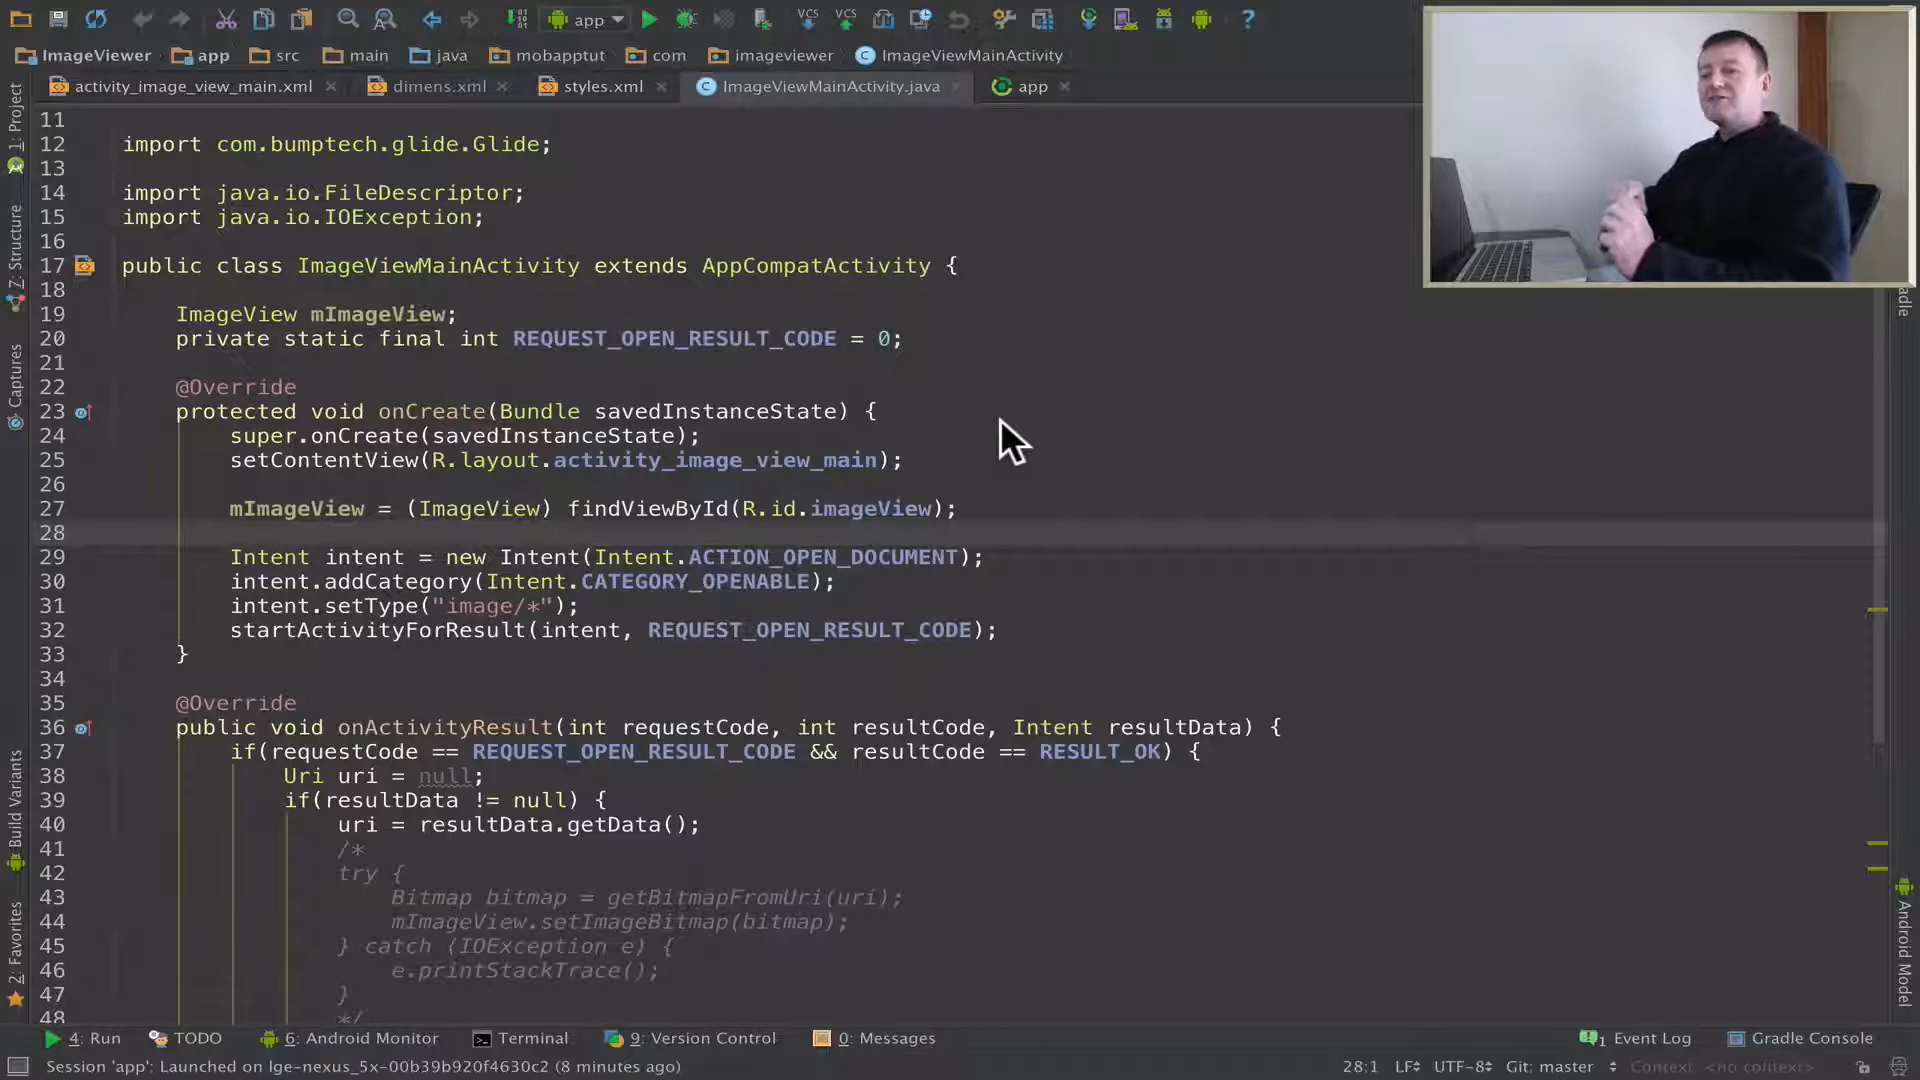 app
ImageViewer app src main java mobapptut com imageviewer ImageViewMainActivity
activity_image_view_main.xml dimens.xml styles.xml ImageViewMainActivity.java app
1: Project
7: Structure
Captures
Build Variants
2: Favorites
11
12 import com.bumptech.glide.Glide;
13
14 import java.io.FileDescriptor;
15 import java.io.IOException;
16
17 public class ImageViewMainActivity extends AppCompatActivity {
18
19 ImageView mImageView;
20 private static final int REQUEST_OPEN_RESULT_CODE = 0;
21
22 @Override
23 protected void onCreate(Bundle savedInstanceState) {
24 super.onCreate(savedInstanceState);
25 setContentView(R.layout.activity_image_view_main);
26
27 mImageView = (ImageView) findViewById(R.id.imageView);
28
29 Intent intent = new Intent(Intent.ACTION_OPEN_DOCUMENT);
30 intent.addCategory(Intent.CATEGORY_OPENABLE);
31 intent.setType("image/*");
32 startActivityForResult(intent, REQUEST_OPEN_RESULT_CODE);
33 }
34
35 @Override
36 public void onActivityResult(int requestCode, int resultCode, Intent resultData) {
37 if(requestCode == REQUEST_OPEN_RESULT_CODE && resultCode == RESULT_OK) {
38 Uri uri = null;
39 if(resultData != null) {
40 uri = resultData.getData();
41 /*
42 try {
43 Bitmap bitmap = getBitmapFromUri(uri);
44 mImageView.setImageBitmap(bitmap);
45 } catch (IOException e) {
46 e.printStackTrace();
47 }
48 */
Android Model
4: Run TODO 6: Android Monitor Terminal 9: Version Control 0: Messages 1 Event Log Gradle Console
Session 'app': Launched on lge-nexus_5x-00b39b920f4630c2 (8 minutes ago) 28:1 LF UTF-8 Git: master Context: <no context>